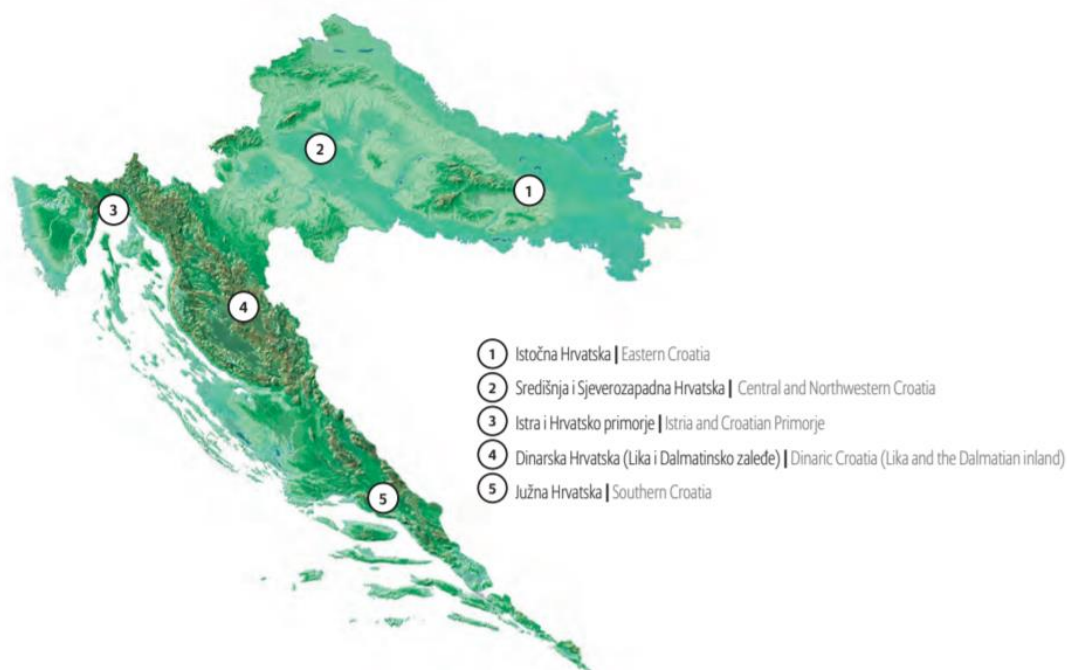 2
1
3
4
5
1 Istočna Hrvatska | Eastern Croatia
2 Središnja i Sjeverozapadna Hrvatska | Central and Northwestern Croatia
3 Istra i Hrvatsko primorje | Istria and Croatian Primorje
4 Dinarska Hrvatska (Lika i Dalmatinsko zaleđe) | Dinaric Croatia (Lika and the Dalmatian inland)
5 Južna Hrvatska | Southern Croatia